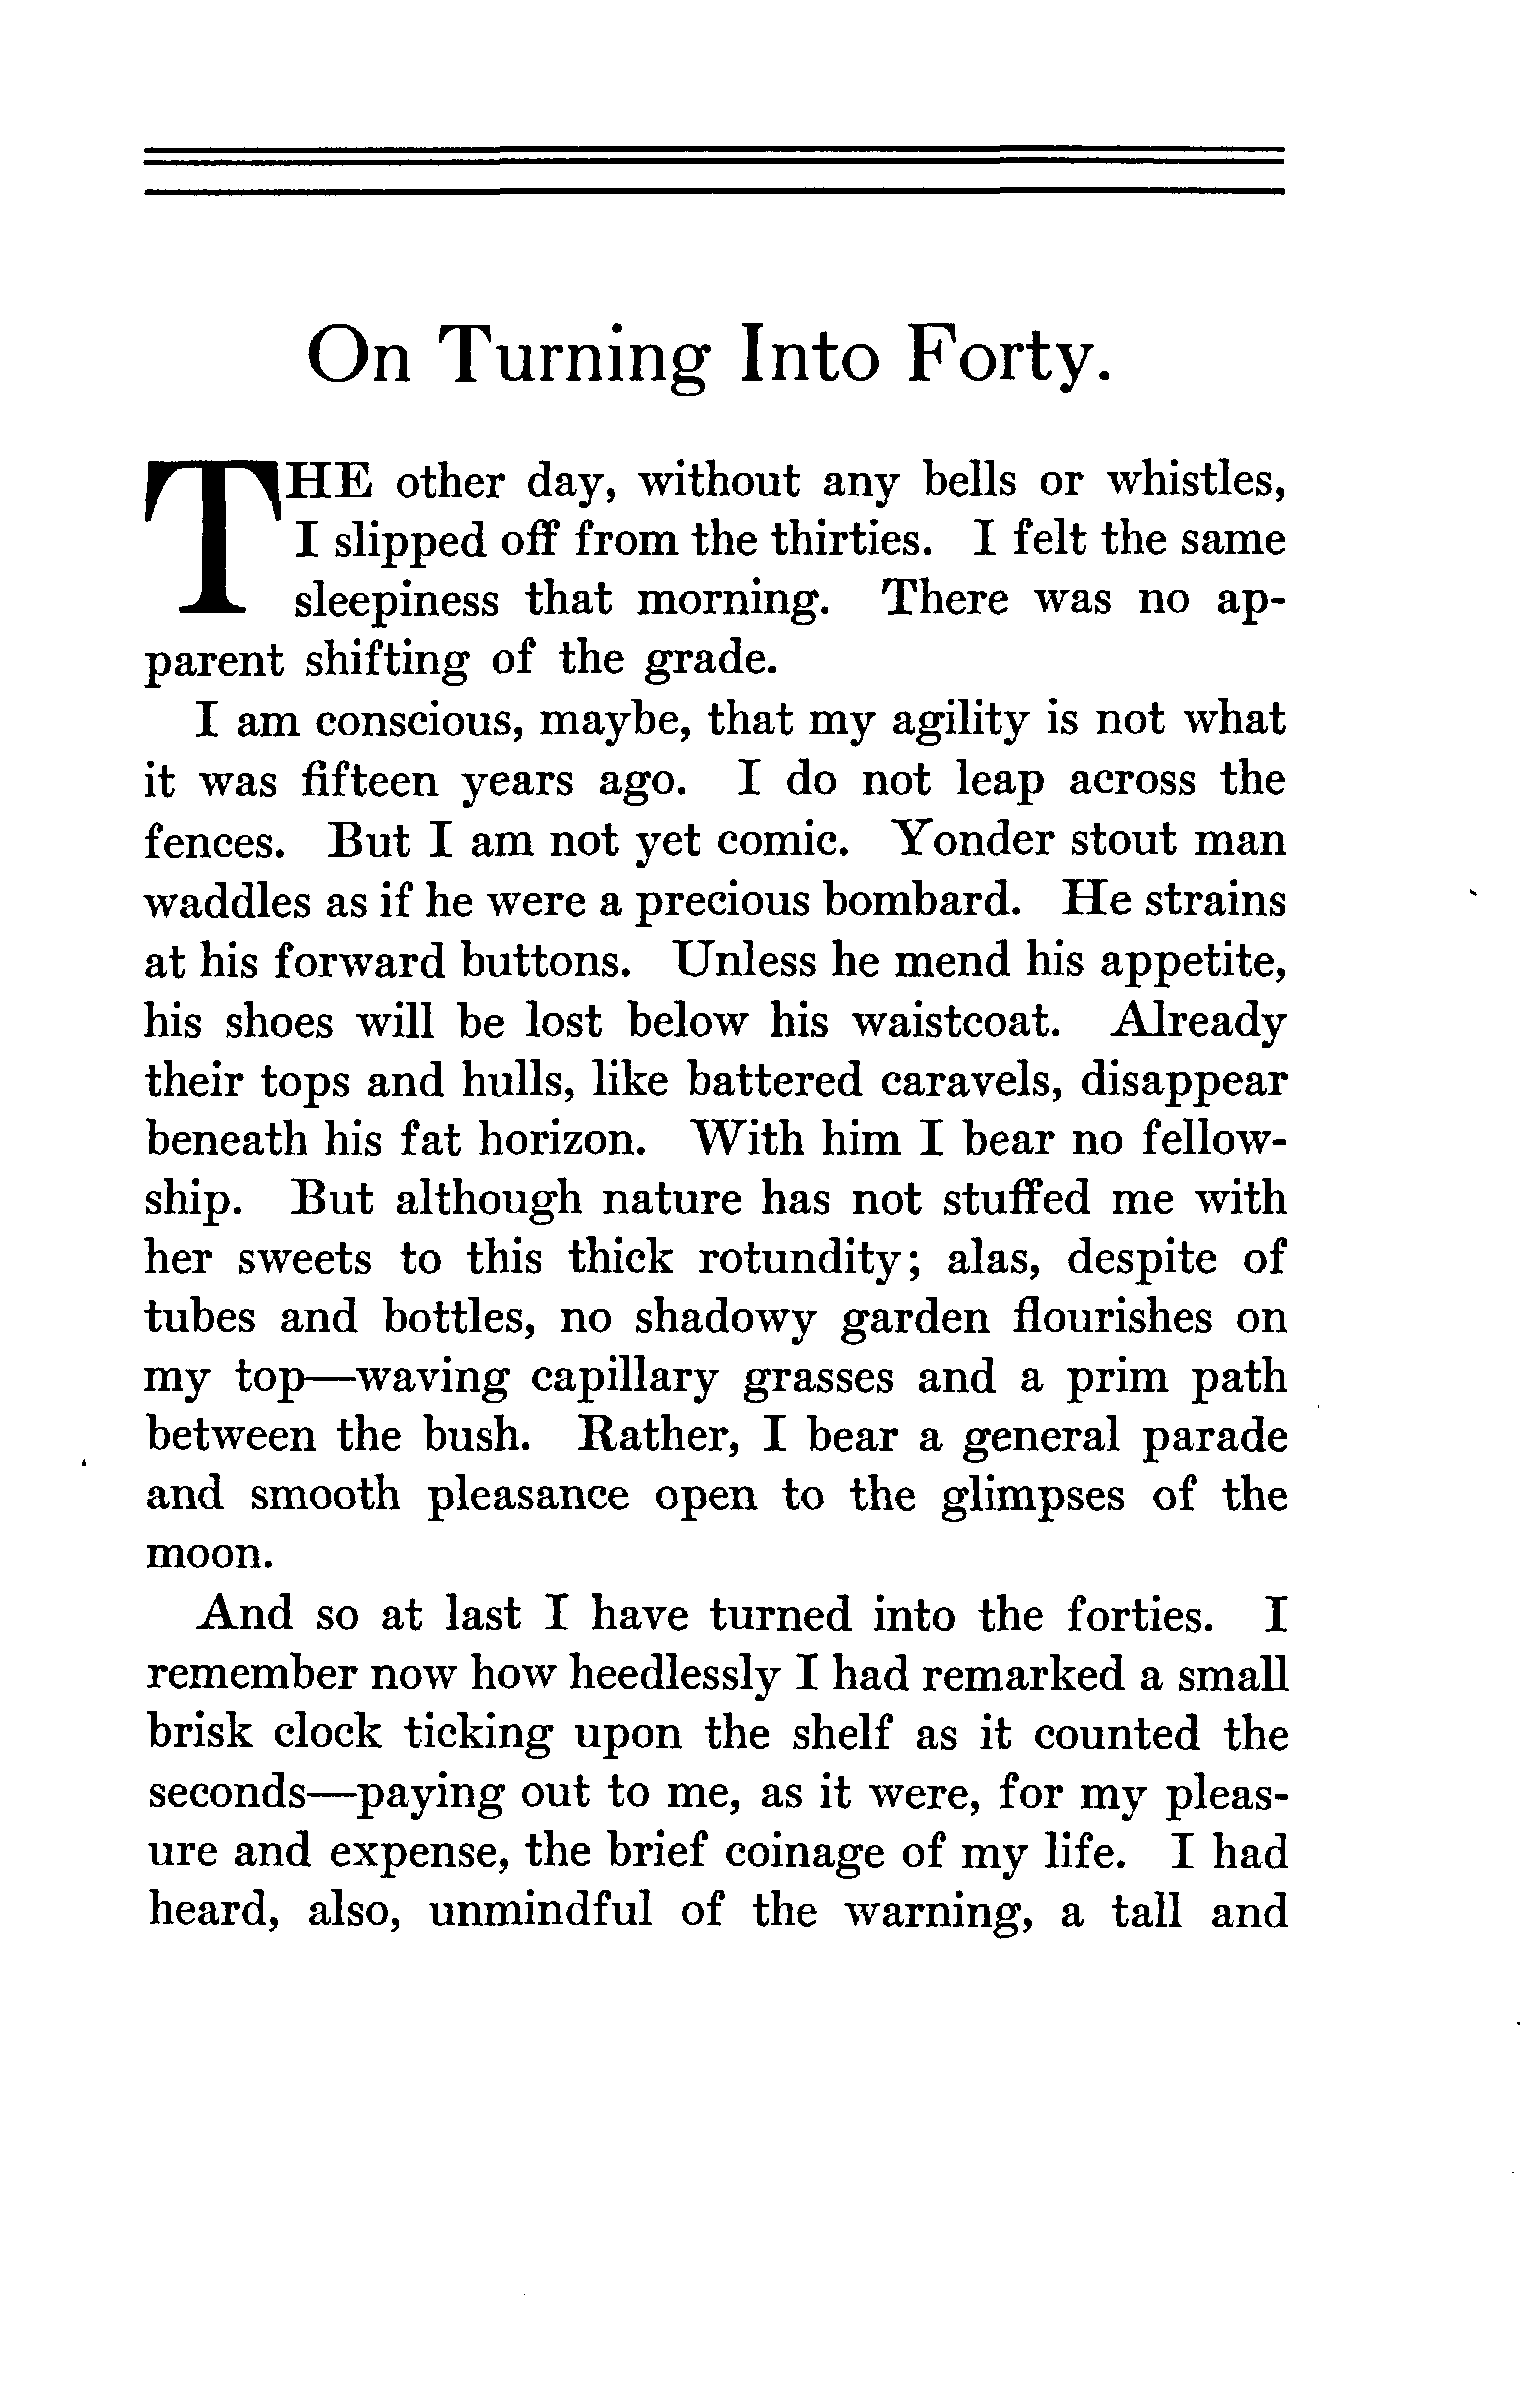 On Turning Into Forty.
THE other day, without any bells or whistles,
I slipped off from the thirties. I felt the same
sleepiness that morning. There was no ap-
parent shifting of the grade.
I am conscious, maybe, that my agility is not what
it was fifteen years ago. I do not leap across the
fences. But I am not yet comic. Yonder stout man
waddles as if he were a precious bombard. He strains
at his forward buttons. Unless he mend his appetite,
his shoes will be lost below his waistcoat. Already
their tops and hulls, like battered caravels, disappear
beneath his fat horizon. With him I bear no fellow-
ship. But although nature has not stuffed me with
her sweets to this thick rotundity; alas, despite of
tubes and bottles, no shadowy garden flourishes on
my top—waving capillary grasses and a prim path
between the bush. Rather, I bear a general parade
and smooth pleasance open to the glimpses of the
moon.
And so at last I have turned into the forties. I
remember now how heedlessly I had remarked a small
brisk clock ticking upon the shelf as it counted the
seconds—paying out to me, as it were, for my pleas-
ure and expense, the brief coinage of my life. I had
heard, also, unmindful of the warning, a tall and